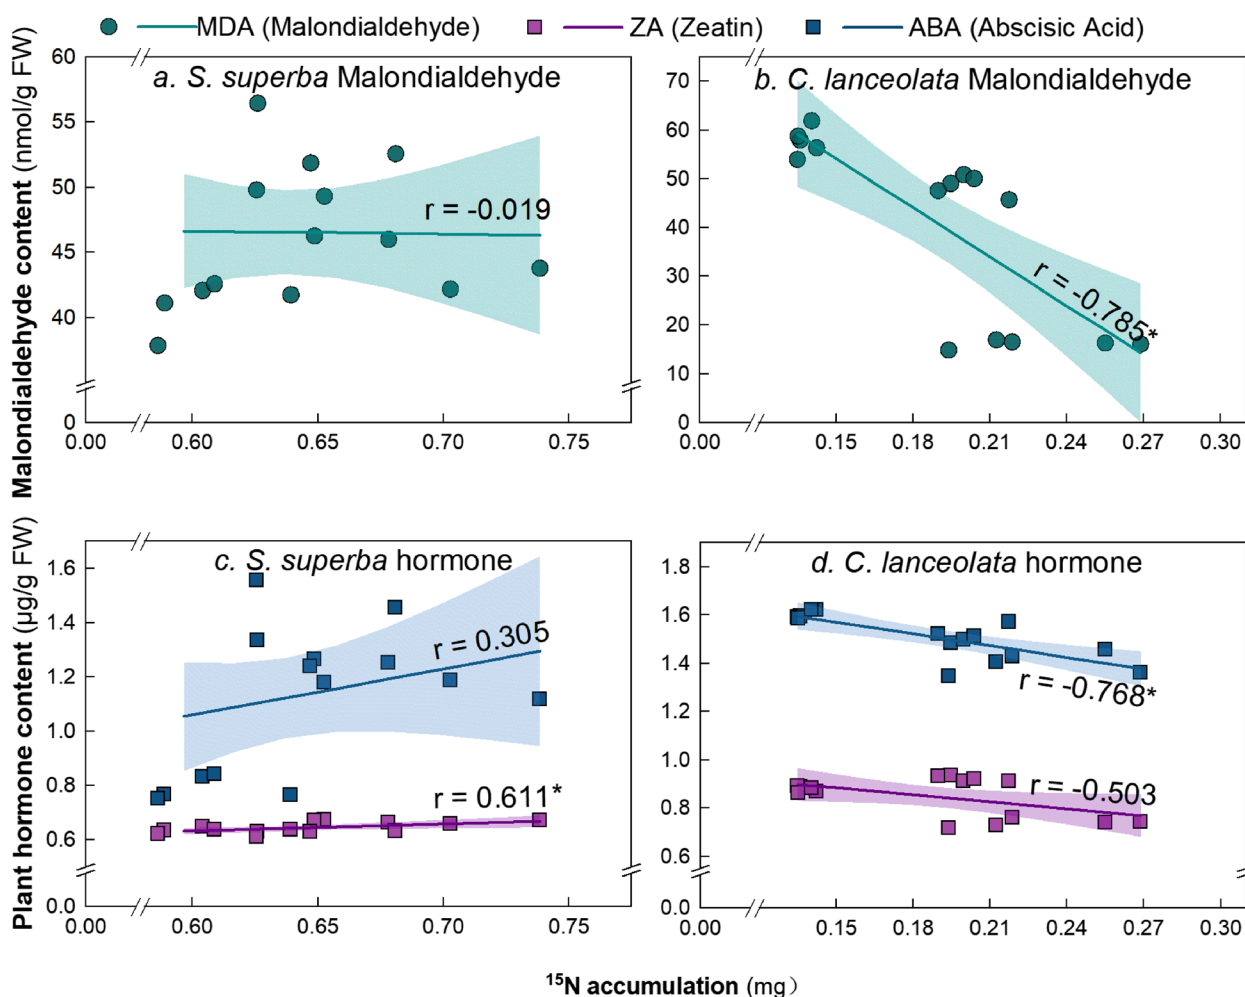 MDA (Malondialdehyde) ZA (Zeatin) ABA (Abscisic Acid)
Malondialdehyde content (nmol/g FW)
60
55
50
45
40
0
a. S. superba Malondialdehyde
r = -0.019
0.00 0.60 0.65 0.70 0.75
70
60
50
40
30
20
10
0
b. C. lanceolata Malondialdehyde
r = -0.785*
0.00 0.15 0.18 0.21 0.24 0.27 0.30
Plant hormone content (µg/g FW)
1.6
1.4
1.2
1.0
0.8
0.6
0.0
c. S. superba hormone
r = 0.305
r = 0.611*
0.00 0.60 0.65 0.70 0.75
1.8
1.6
1.4
1.2
1.0
0.8
0.6
0.0
d. C. lanceolata hormone
r = -0.768*
r = -0.503
0.00 0.15 0.18 0.21 0.24 0.27 0.30
¹⁵N accumulation (mg）